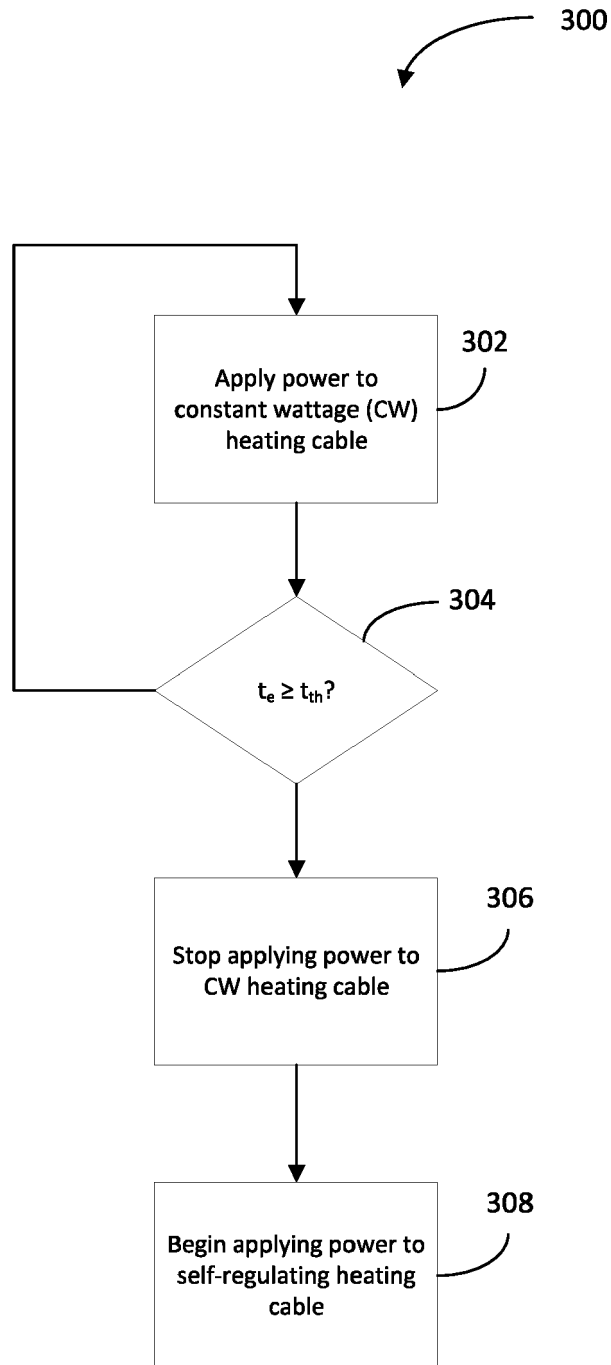 300
302
Apply power to
constant wattage (CW)
heating cable
304
tₑ ≥ tₜₕ?
306
Stop applying power to
CW heating cable
308
Begin applying power to
self-regulating heating
cable